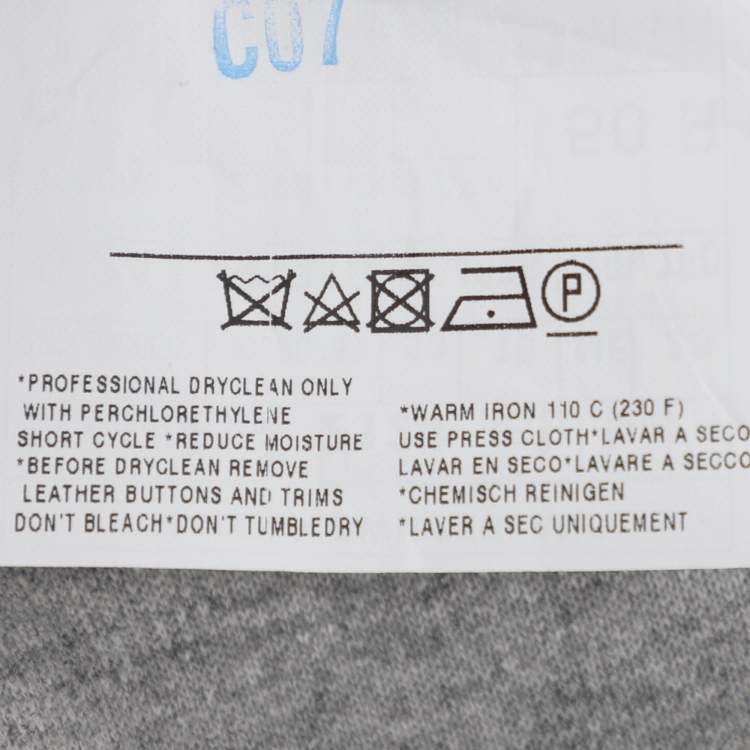 C07
P
*PROFESSIONAL DRYCLEAN ONLY
WITH PERCHLORETHYLENE
SHORT CYCLE *REDUCE MOISTURE
*BEFORE DRYCLEAN REMOVE
LEATHER BUTTONS AND TRIMS
DON'T BLEACH*DON'T TUMBLEDRY
*WARM IRON 110 C (230 F)
USE PRESS CLOTH*LAVAR A SECO
LAVAR EN SECO*LAVARE A SECCO
*CHEMISCH REINIGEN
*LAVER A SEC UNIQUEMENT